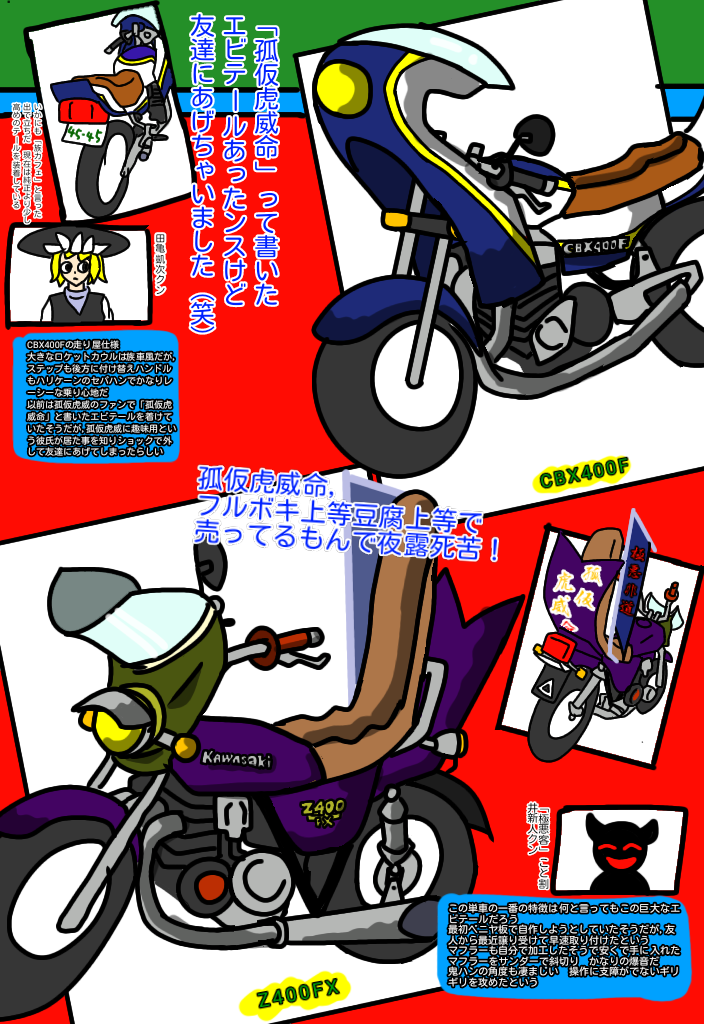 「孤仮虎威命」って書いた
エビテールあったンスけど
友達にあげちゃいました（笑）
45-45
いかにも「族カフェ」と言った
出で立ちだ 現在は純正より少し
高めのテールを装着している
田亀 凱次クン
CBX400Fの走り屋仕様
大きなロケットカウルは族車風だが,
ステップも後方に付け替えハンドル
もハリケーンのセパハンでかなりレ
ーシーな乗り心地だ
以前は孤仮虎威のファンで「孤仮虎
威命」と書いたエビテールを着けて
いたそうだが,孤仮虎威に趣味用とい
う彼氏が居た事を知りショックで外
して友達にあげてしまったらしい
CBX400F
CBX400F
孤仮虎威命,
フルボキ上等豆腐上等で
売ってるもんで夜露死苦！
Kawasaki
Z400
改
Z400FX
極悪非道
孤仮
虎威
命
「極悪客」こと割
井新人クン
この単車の一番の特徴は何と言ってもこの巨大なエ
ビテールだろう
最初ベニヤ板で自作しようとしていたそうだが,友
人から最近譲り受けて早速取り付けたという
マフラーも自分で加工したそうで安くで手に入れた
マフラーをサンダーで斜切り　かなりの爆音だ
鬼ハンの角度も凄ましい　操作に支障がでないギリ
ギリを攻めたという